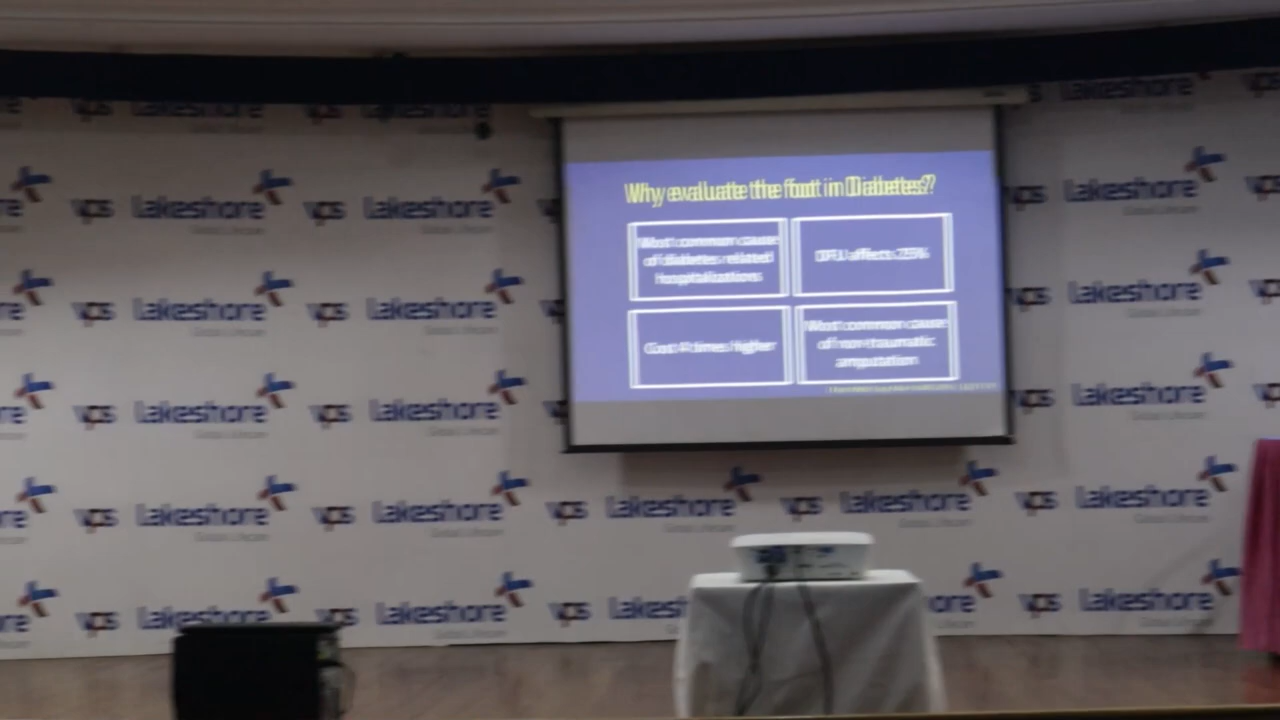 Why evaluate the foot in Diabetes?
Most common cause
of diabetes related
hospitalizations
DFU affects 25%
Cost 4 times higher
Most common cause
of non-traumatic
amputation
vps lakeshore